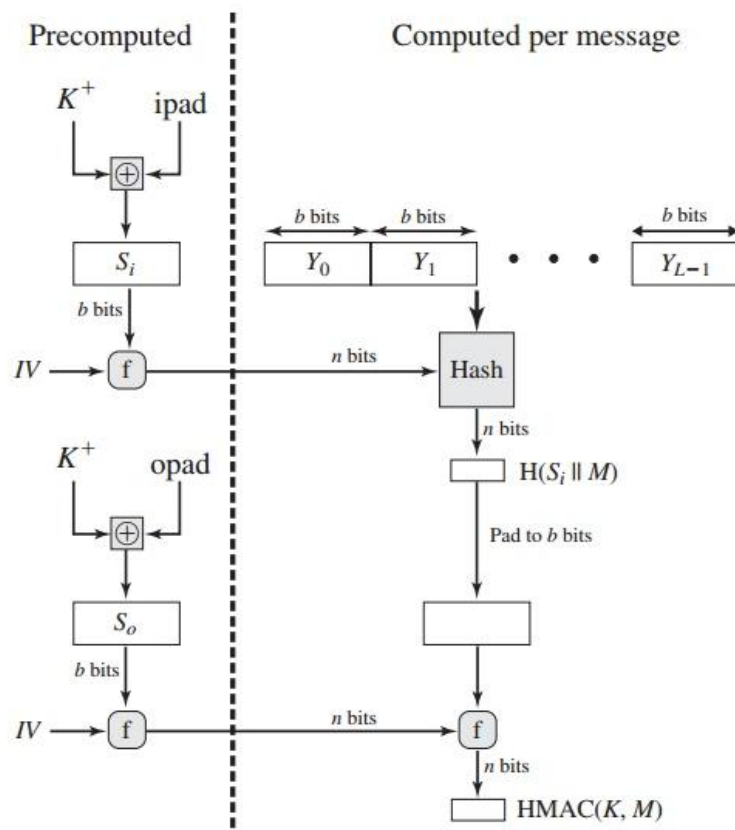 Precomputed
Computed per message
K⁺ ipad
⊕
b bits b bits b bits
Sᵢ
Y₀ Y₁ • • • Y_{L−1}
b bits
IV f n bits Hash
n bits
K⁺ opad
H(Sᵢ ‖ M)
⊕
Pad to b bits
Sₒ
b bits
IV f n bits f
n bits
HMAC(K, M)